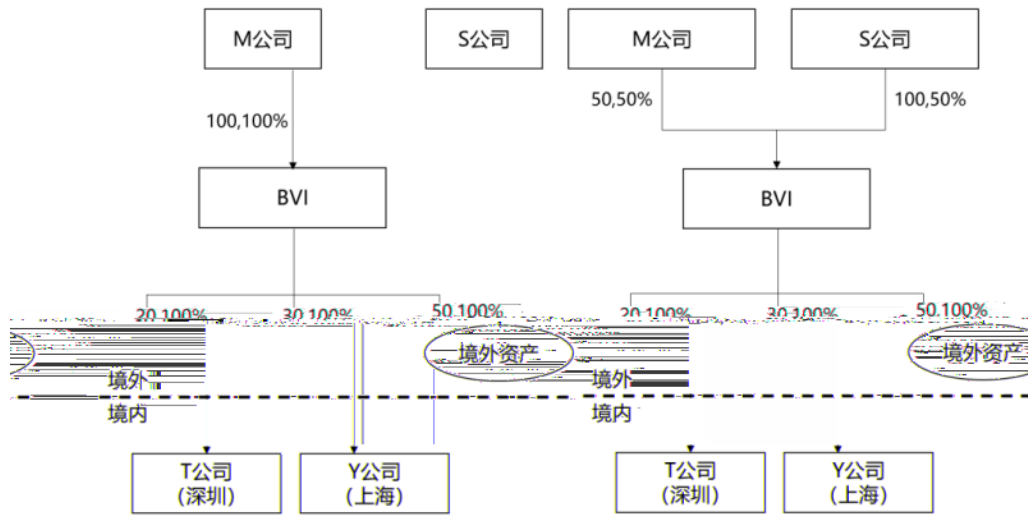 M公司
S公司
M公司
S公司
100,100%
50,50%
100,50%
BVI
BVI
20,100%
30,100%
50,100%
20,100%
30,100%
50,100%
境外资产
境外资产
境外
境外
境内
境内
T公司
(深圳)
Y公司
(上海)
T公司
(深圳)
Y公司
(上海)